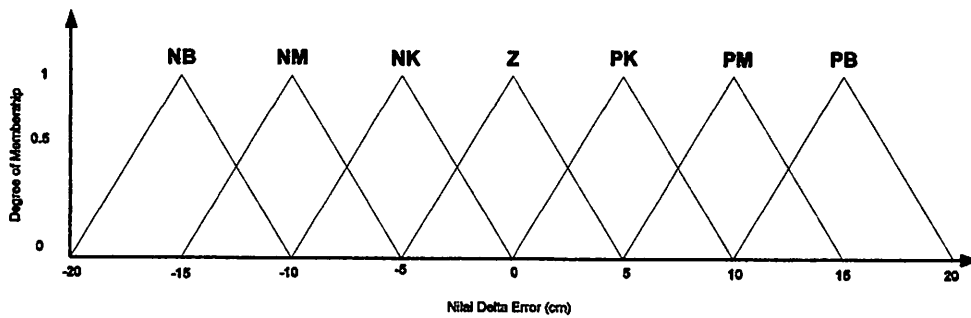 NB NM NK Z PK PM PB
1
0.5
0
Degree of Membership
-20 -15 -10 -5 0 5 10 15 20
Nilai Delta Error (cm)